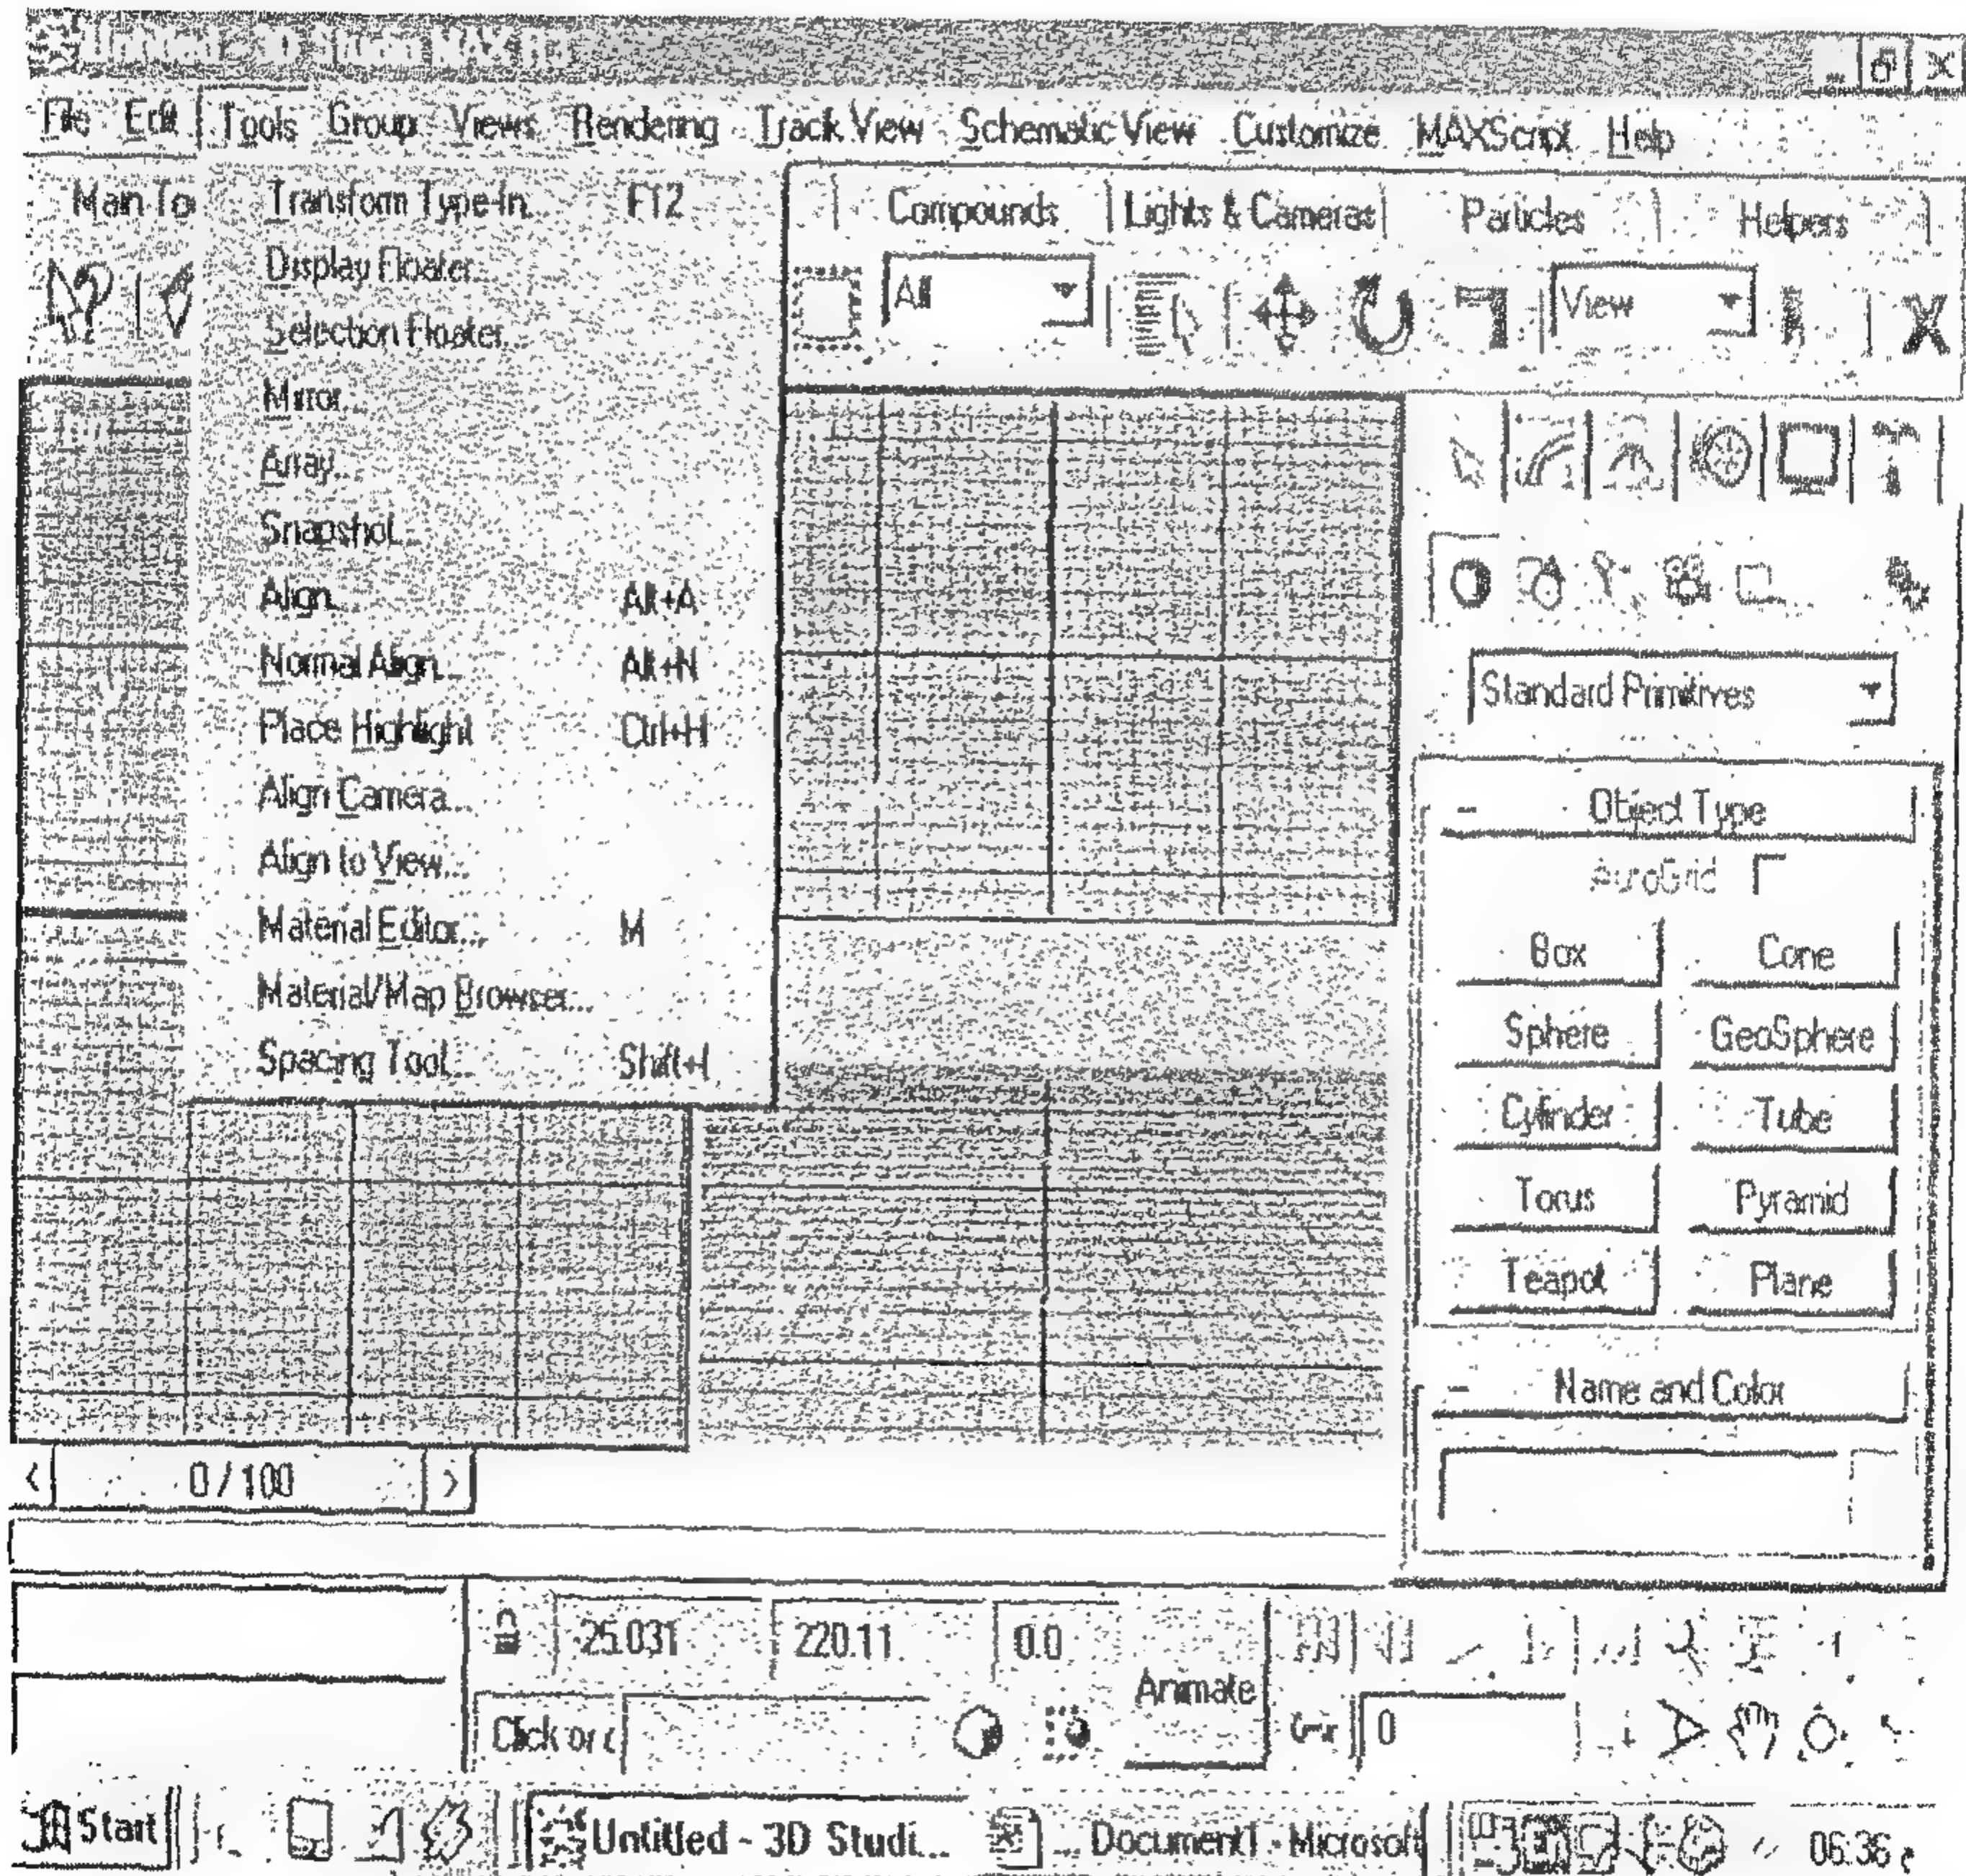 File Edit Tools Group Views Rendering Track View Schematic View Customize MAXScript Help
Main To
Compounds Lights & Cameras Particles Helpers
All View
Transform Type-In... F12
Display Floater...
Selection Floater...
Mirror...
Array...
Snapshot...
Align... Alt+A
Normal Align... Alt+N
Place Highlight Ctrl+H
Align Camera...
Align to View...
Material Editor... M
Material/Map Browser...
Spacing Tool... Shift+I
Standard Primitives
- Object Type
AutoGrid
Box Cone
Sphere GeoSphere
Cylinder Tube
Torus Pyramid
Teapot Plane
- Name and Color
< 0 / 100 >
25.031 220.11 0.0
Animate
Click or c 0
Start Untitled - 3D Studi... Document1 - Microsoft 06:36